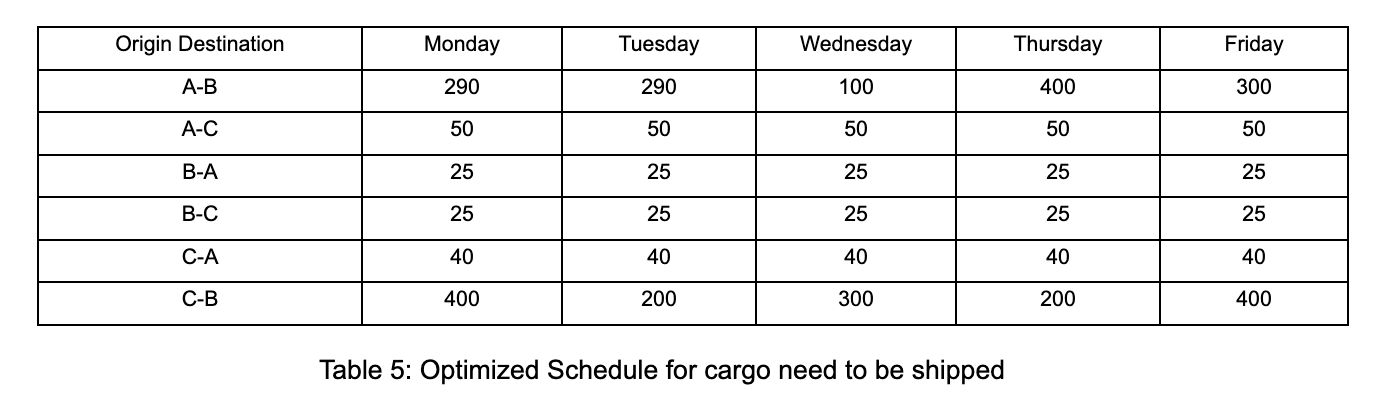 Origin Destination Monday Tuesday Wednesday Thursday Friday
A-B 290 290 100 400 300
A-C 50 50 50 50 50
B-A 25 25 25 25 25
B-C 25 25 25 25 25
C-A 40 40 40 40 40
C-B 400 200 300 200 400
Table 5: Optimized Schedule for cargo need to be shipped